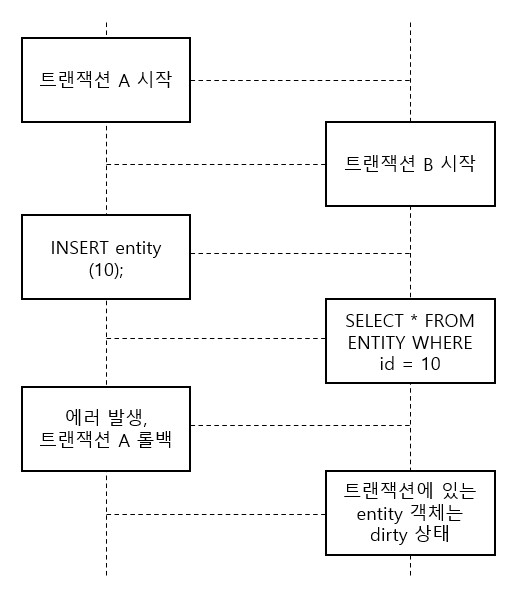 트랜잭션 A 시작
트랜잭션 B 시작
INSERT entity
(10);
SELECT * FROM
ENTITY WHERE
id = 10
에러 발생,
트랜잭션 A 롤백
트랜잭션에 있는
entity 객체는
dirty 상태